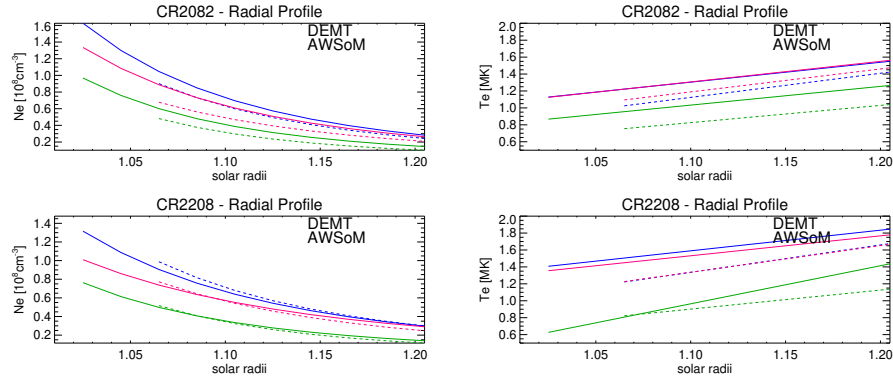 CR2082 - Radial Profile
DEMT
AWSoM
Ne [10⁸cm⁻³]
1.6
1.4
1.2
1.0
0.8
0.6
0.4
0.2
1.05
1.10
1.15
1.20
solar radii
CR2082 - Radial Profile
DEMT
AWSoM
Te [MK]
2.0
1.8
1.6
1.4
1.2
1.0
0.8
0.6
1.05
1.10
1.15
1.20
solar radii
CR2208 - Radial Profile
DEMT
AWSoM
Ne [10⁸cm⁻³]
1.4
1.2
1.0
0.8
0.6
0.4
0.2
1.05
1.10
1.15
1.20
solar radii
CR2208 - Radial Profile
DEMT
AWSoM
Te [MK]
2.0
1.8
1.6
1.4
1.2
1.0
0.8
0.6
1.05
1.10
1.15
1.20
solar radii